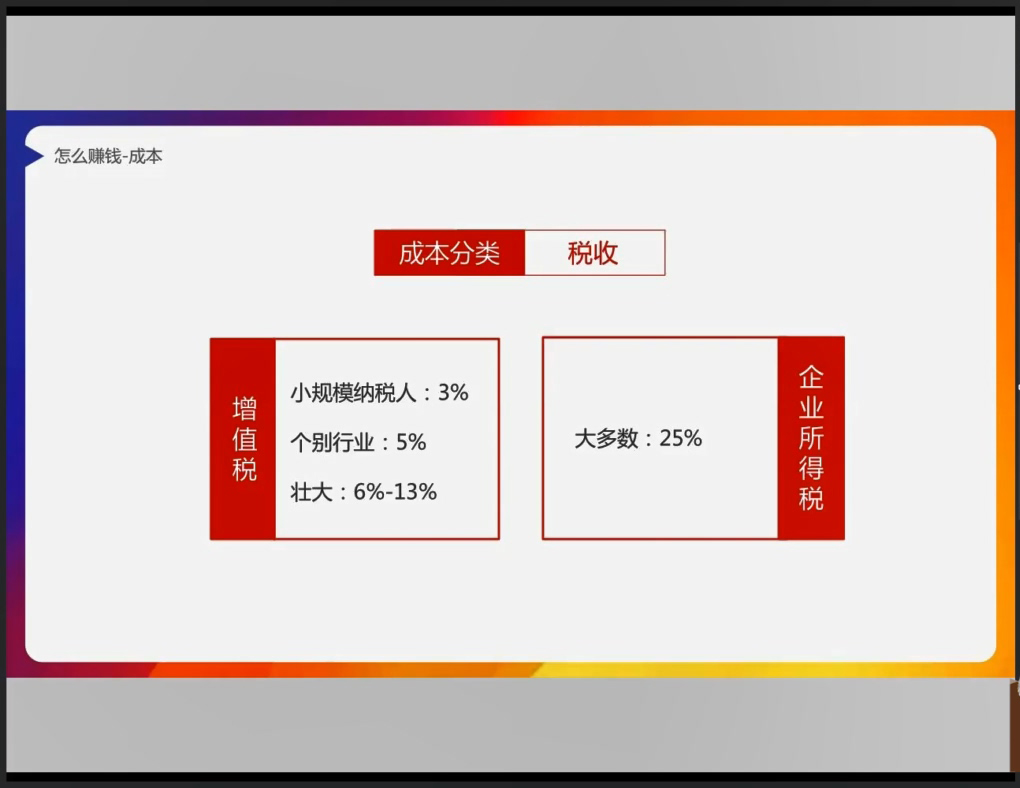 怎么赚钱-成本
成本分类
税收
增值税
小规模纳税人：3%
个别行业：5%
壮大：6%-13%
大多数：25%
企业所得税